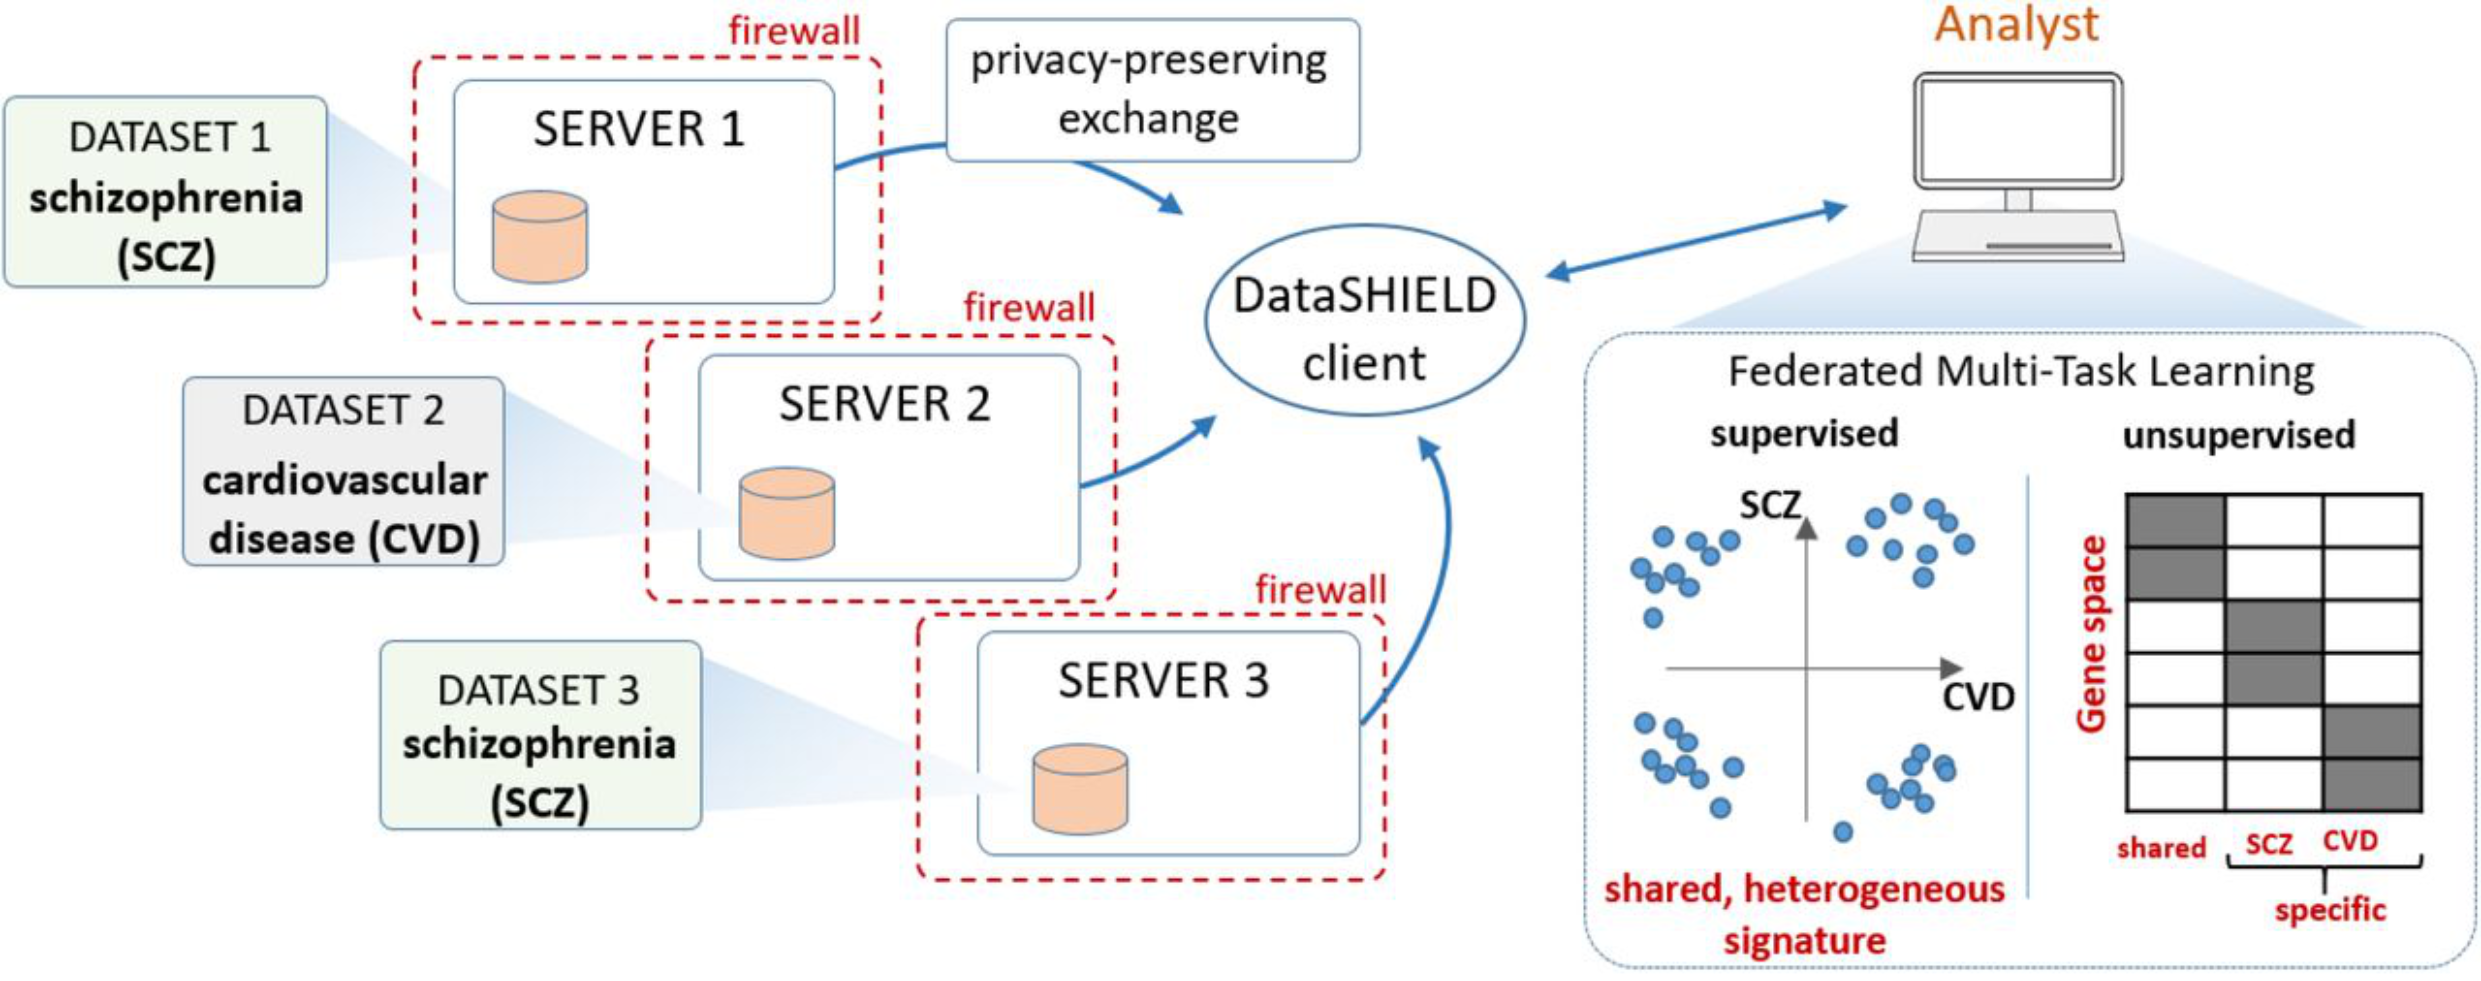 firewall
DATASET 1
schizophrenia
(SCZ)
SERVER 1
privacy-preserving
exchange
firewall
DATASET 2
cardiovascular
disease (CVD)
SERVER 2
firewall
DATASET 3
schizophrenia
(SCZ)
SERVER 3
DataSHIELD
client
Analyst
Federated Multi-Task Learning
supervised
SCZ
CVD
shared, heterogeneous
signature
unsupervised
Gene space
shared
SCZ
CVD
specific